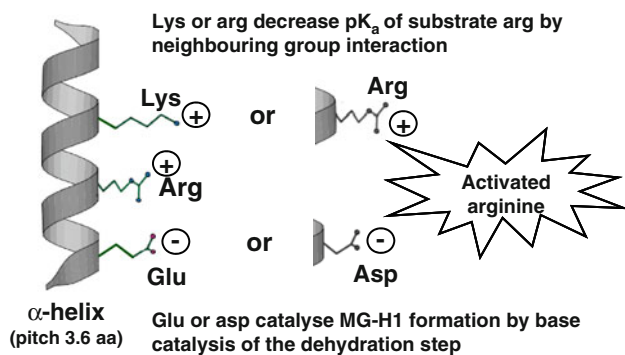 Lys or arg decrease pKa of substrate arg by
neighbouring group interaction
Lys
+
or
Arg
+
+
Arg
Activated
arginine
-
Glu
or
-
Asp
α-helix
(pitch 3.6 aa)
Glu or asp catalyse MG-H1 formation by base
catalysis of the dehydration step